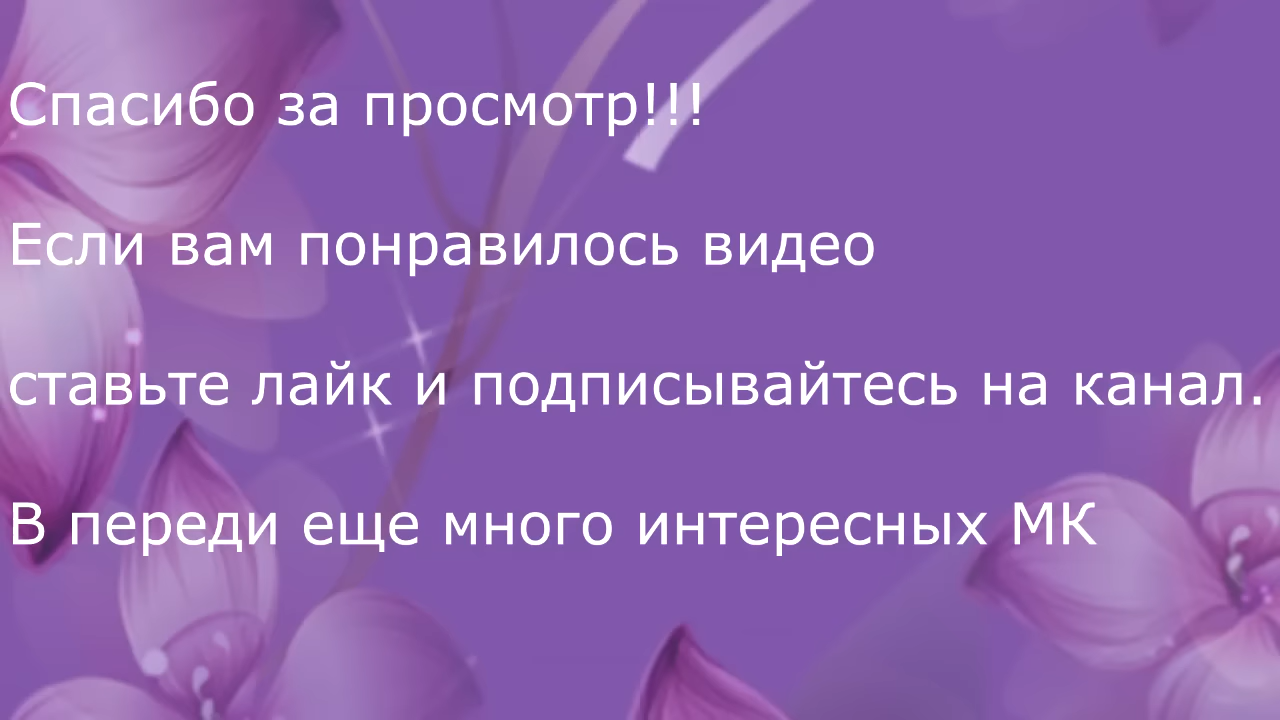 Спасибо за просмотр!!!
Если вам понравилось видео
ставьте лайк и подписывайтесь на канал.
В переди еще много интересных МК